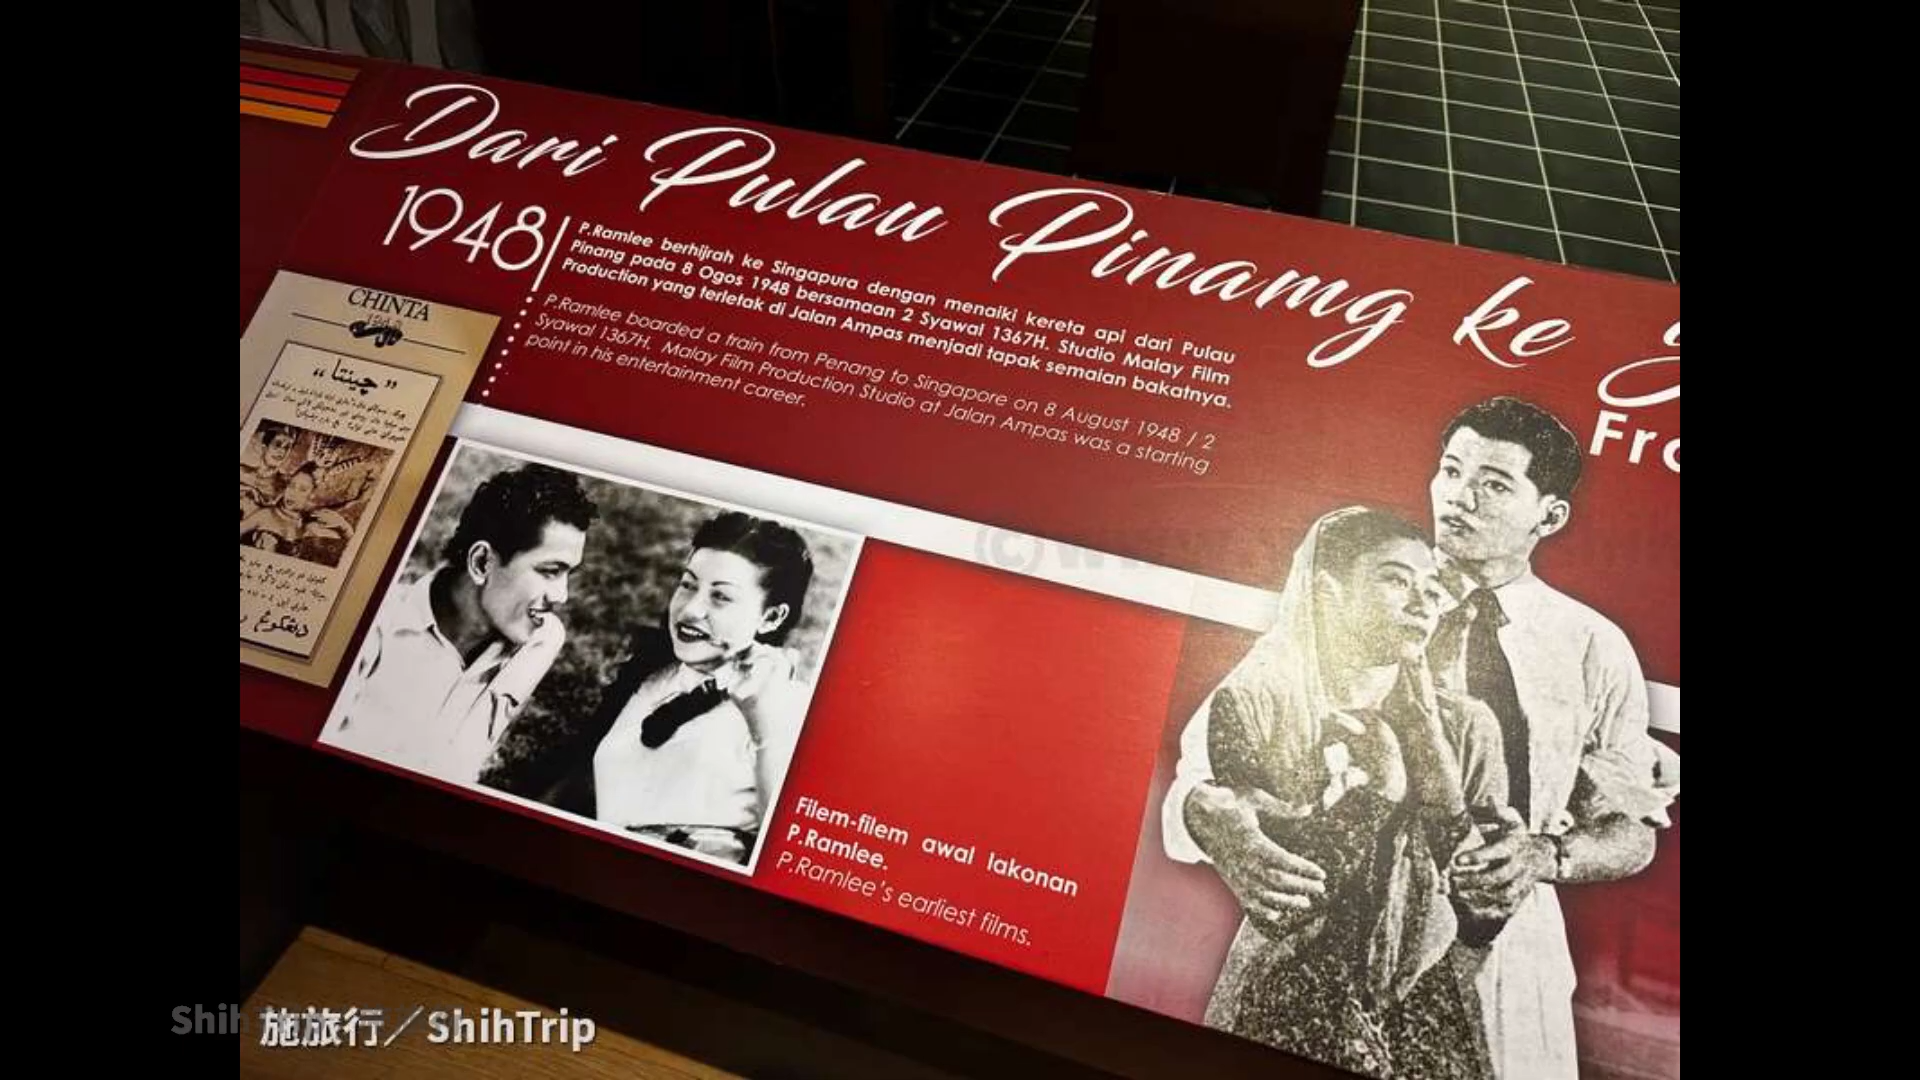 Dari Pulau Pinang ke
1948
P.Ramlee berhijrah ke Singapura dengan menaiki kereta api dari Pulau
Pinang pada 8 Ogos 1948 bersamaan 2 Syawal 1367H. Studio Malay Film
Production yang terletak di Jalan Ampas menjadi tapak semaian bakatnya.
P.Ramlee boarded a train from Penang to Singapore on 8 August 1948 / 2
Syawal 1367H. Malay Film Production Studio at Jalan Ampas was a starting
point in his entertainment career.
CHINTA
"چينتا"
Filem-filem awal lakonan
P.Ramlee.
P.Ramlee's earliest films.
施旅行／ShihTrip